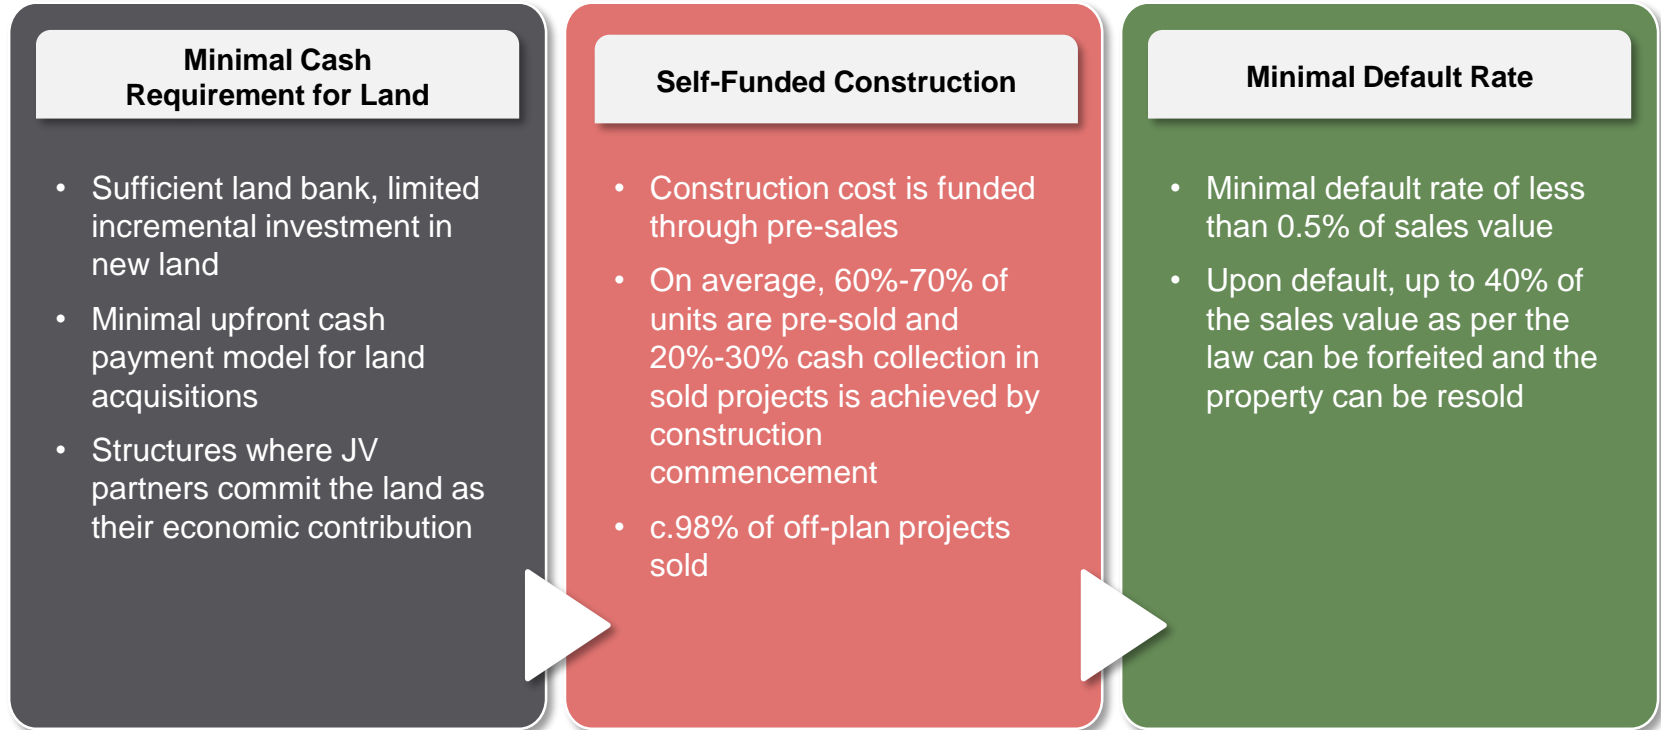 Minimal Cash
Requirement for Land
• Sufficient land bank, limited
incremental investment in
new land
• Minimal upfront cash
payment model for land
acquisitions
• Structures where JV
partners commit the land as
their economic contribution
Self-Funded Construction
• Construction cost is funded
through pre-sales
• On average, 60%-70% of
units are pre-sold and
20%-30% cash collection in
sold projects is achieved by
construction
commencement
• c.98% of off-plan projects
sold
Minimal Default Rate
• Minimal default rate of less
than 0.5% of sales value
• Upon default, up to 40% of
the sales value as per the
law can be forfeited and the
property can be resold